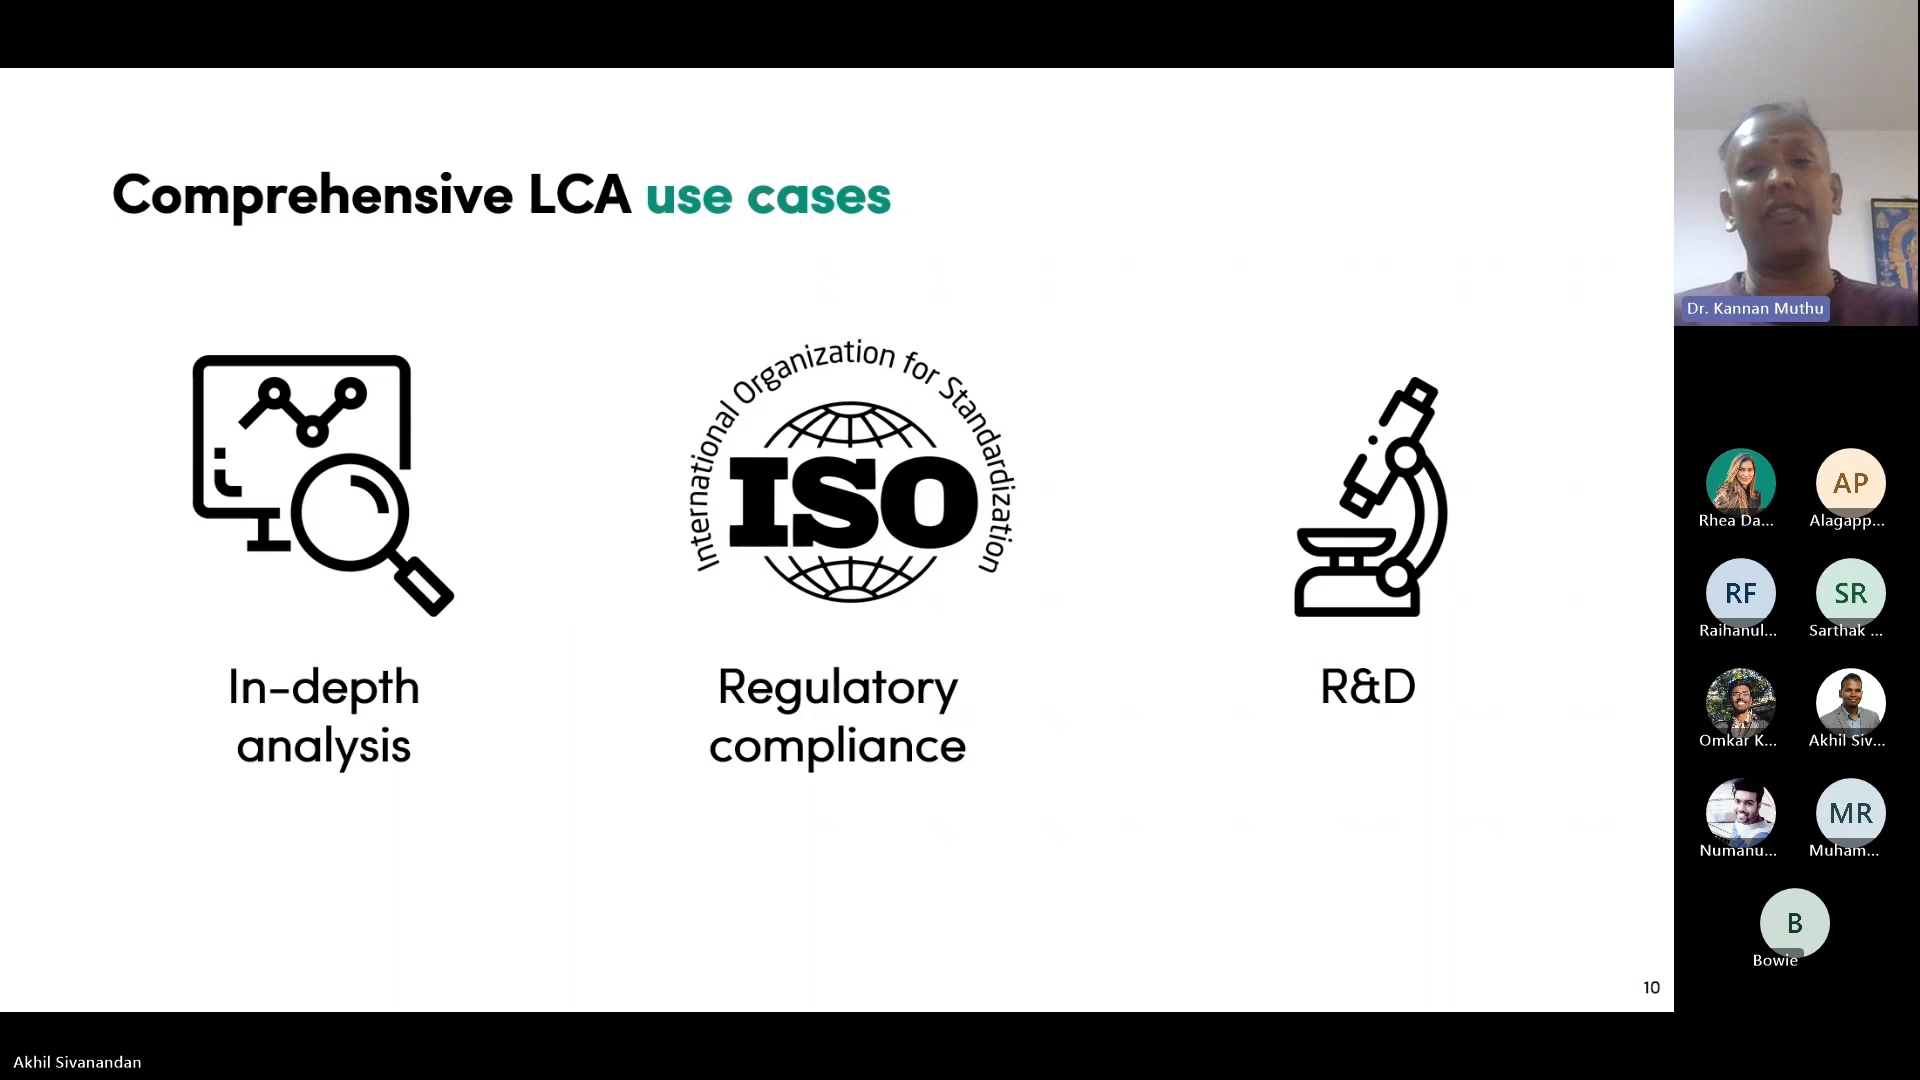 Comprehensive LCA use cases
International Organization for Standardization
ISO
In-depth
analysis
Regulatory
compliance
R&D
10
Dr. Kannan Muthu
Rhea Da...
AP
Alagapp...
RF
Raihanul...
SR
Sarthak ...
Omkar K...
Akhil Siv...
Numanu...
MR
Muham...
B
Bowie
Akhil Sivanandan